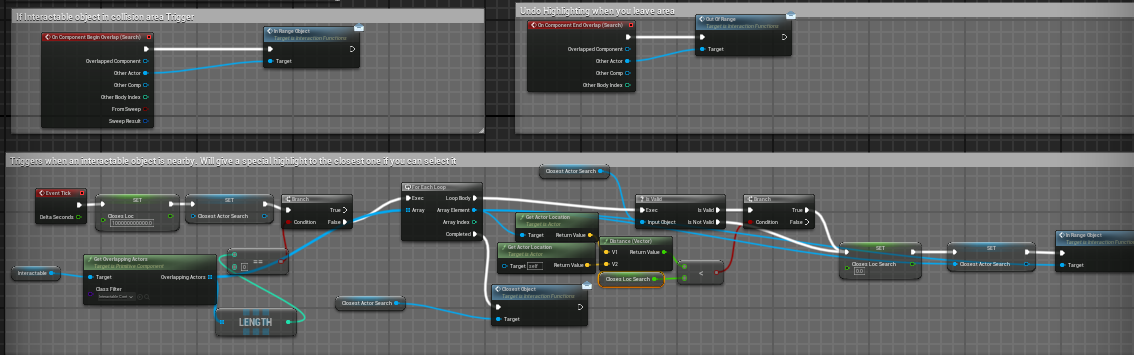 If Interactable object in collision area Trigger
On Component Begin Overlap (Search)
Overlapped Component
Other Actor
Other Comp
Other Body Index
From Sweep
Sweep Result
In Range Object
Target is Interaction Functions
Target
Undo Highlighting when you leave area
On Component End Overlap (Search)
Overlapped Component
Other Actor
Other Comp
Other Body Index
Out Of Range
Target is Interaction Functions
Target
Triggers when an interactable object is nearby. Will give a special highlight to the closest one if you can select it
Event Tick
Delta Seconds
SET
Closes Loc
SET
Closest Actor Search
Branch
Condition
True
False
Interactable
Get Overlapping Actors
Target is Primitive Component
Target
Overlapping Actors
Class Filter
==
0
LENGTH
For Each Loop
Exec
Array
Loop Body
Array Element
Array Index
Completed
Closest Actor Search
Closest Object
Target is Interaction Functions
Target
Closest Actor Search
Get Actor Location
Target is Actor
Target
Return Value
Get Actor Location
Target is Actor
Target
self
Return Value
Distance (Vector)
V1
V2
Return Value
Closes Loc Search
<
Is Valid
Exec
Input Object
Is Valid
Is Not Valid
Branch
Condition
True
False
SET
Closes Loc Search
0.0
SET
Closest Actor Search
In Range Object
Target is Interaction
Target